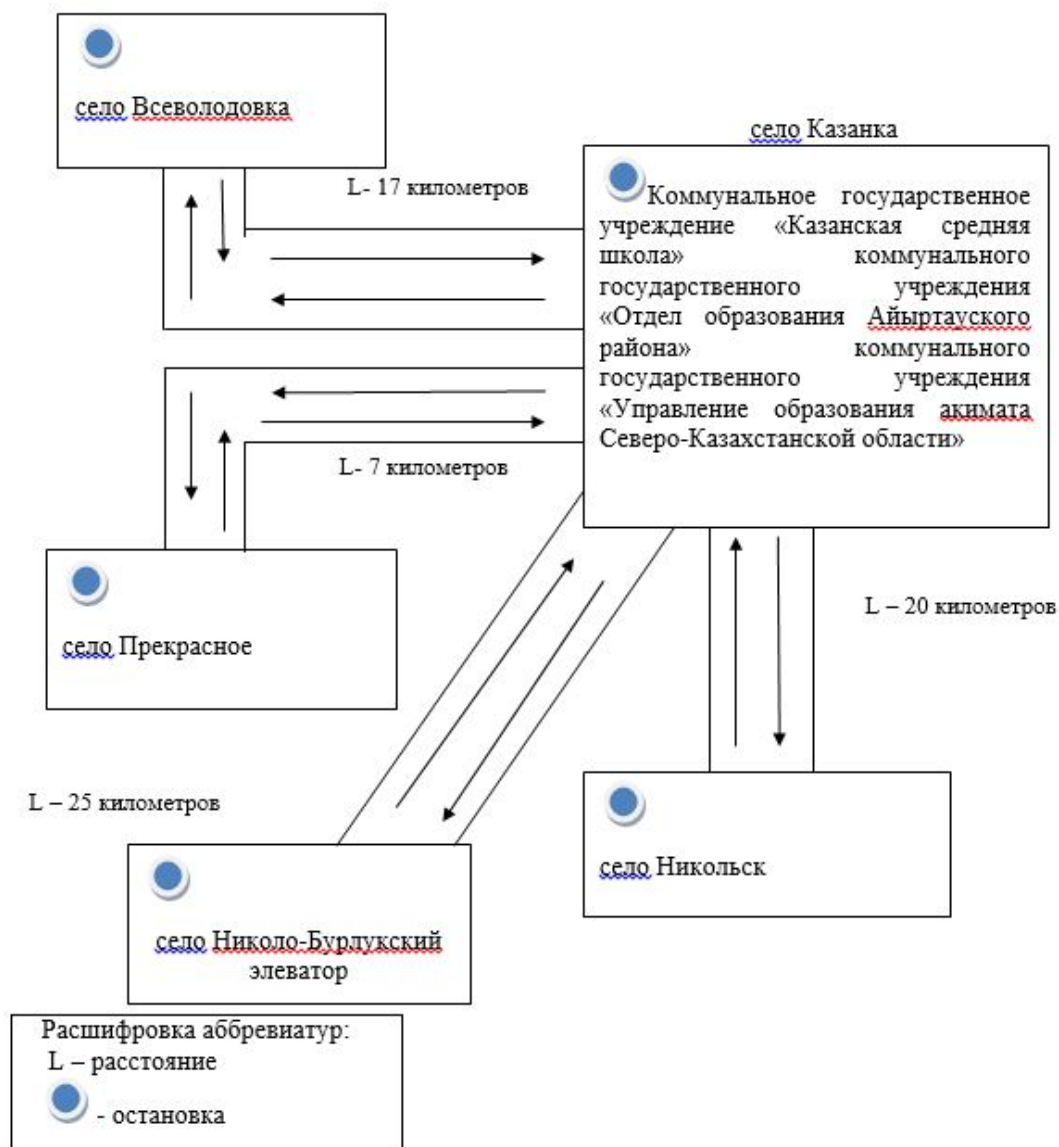 село Всеволодовка
село Казанка
L- 17 километров
Коммунальное государственное
учреждение «Казанская средняя
школа» коммунального
государственного учреждения
«Отдел образования Айыртауского
района» коммунального
государственного учреждения
«Управление образования акимата
Северо-Казахстанской области»
L- 7 километров
село Прекрасное
L – 20 километров
L – 25 километров
село Никольск
село Николо-Бурлукский
элеватор
Расшифровка аббревиатур:
L – расстояние
- остановка